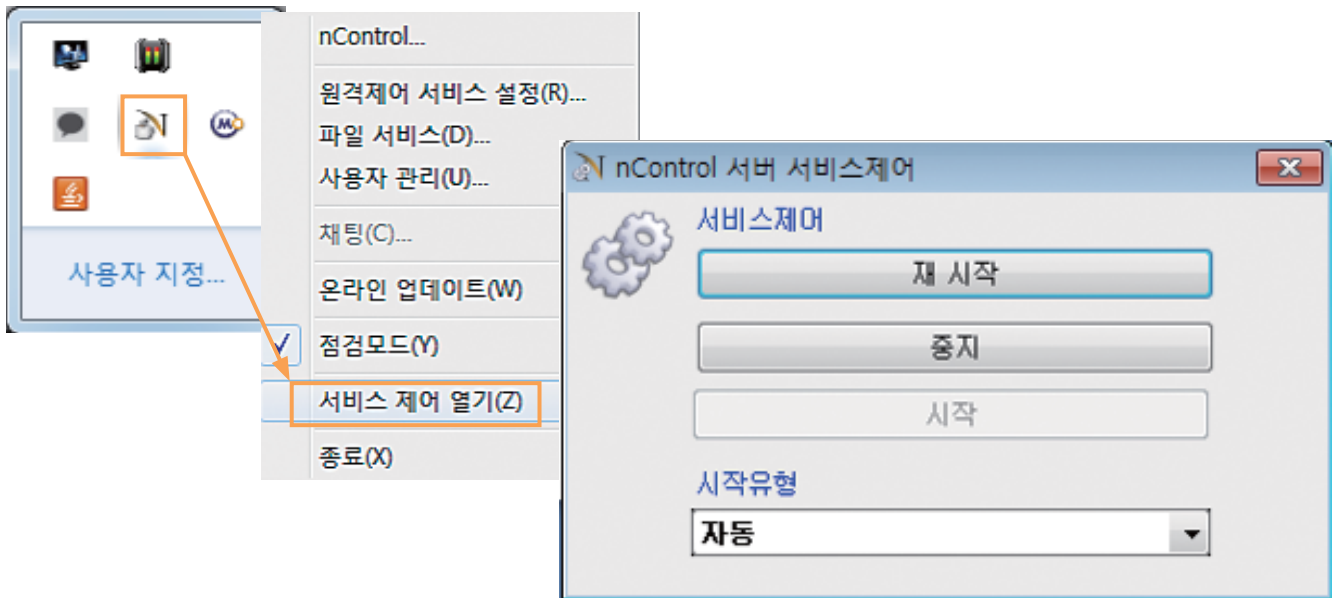 사용자 지정...
nControl...
원격제어 서비스 설정(R)...
파일 서비스(D)...
사용자 관리(U)...
채팅(C)...
온라인 업데이트(W)
점검모드(Y)
서비스 제어 열기(Z)
종료(X)
nControl 서버 서비스제어
서비스제어
재 시작
중지
시작
시작유형
자동